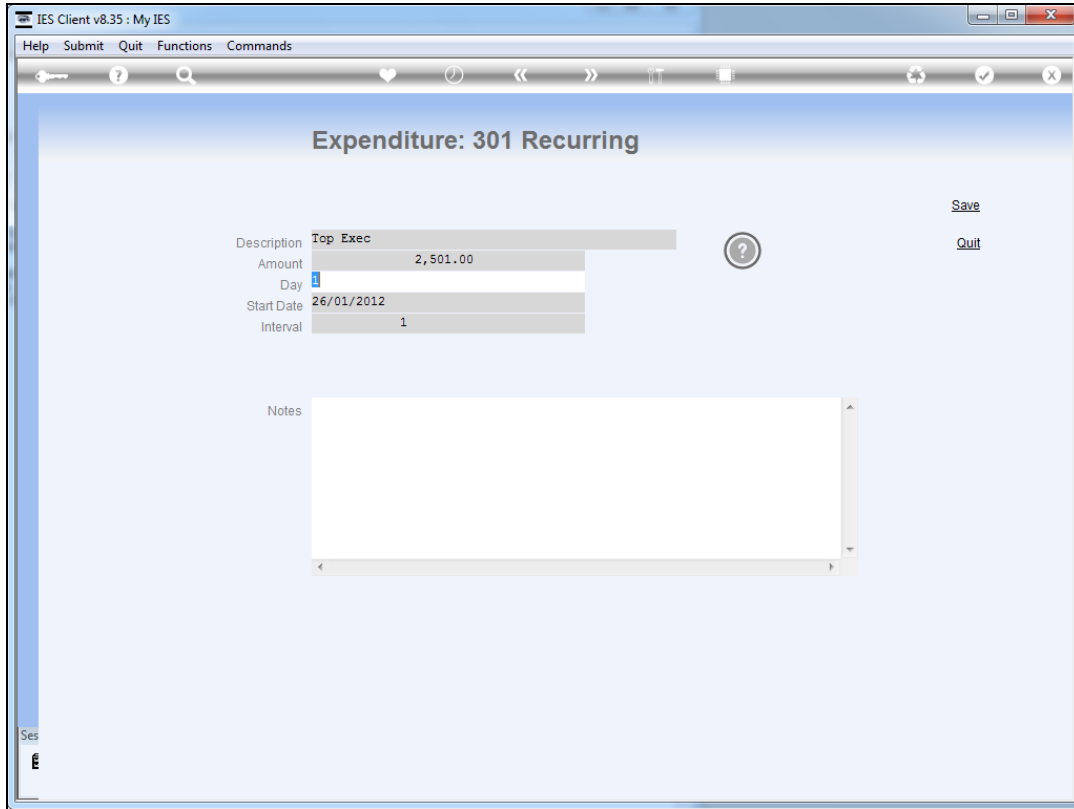 IES Client v8.35 : My IES
Help Submit Quit Functions Commands
Expenditure: 301 Recurring
Save
Description Top Exec
Quit
Amount 2,501.00
Day 1
Start Date 26/01/2012
Interval 1
Notes
Ses